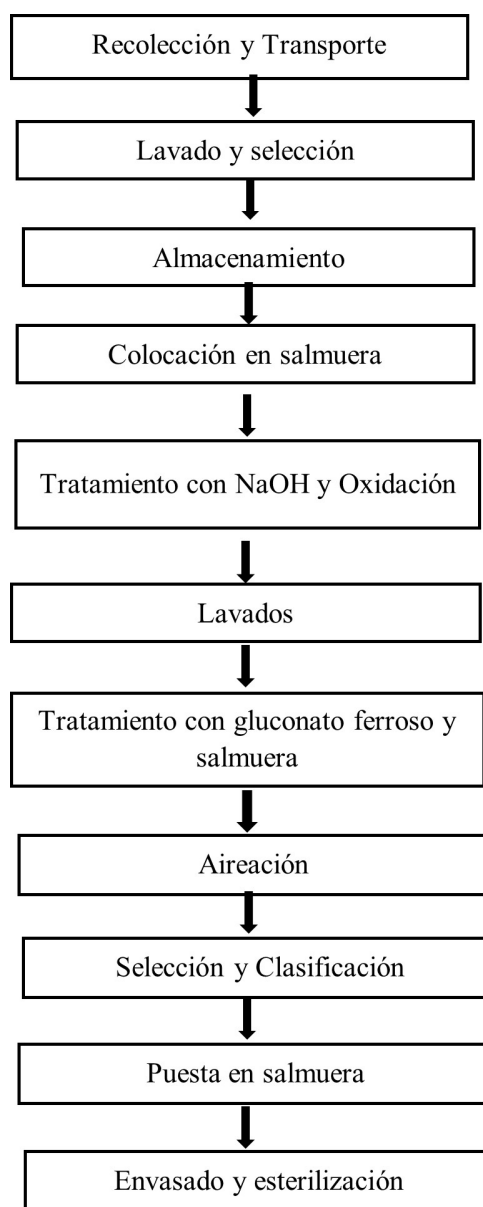 Recolección y Transporte
Lavado y selección
Almacenamiento
Colocación en salmuera
Tratamiento con NaOH y Oxidación
Lavados
Tratamiento con gluconato ferroso y
salmuera
Aireación
Selección y Clasificación
Puesta en salmuera
Envasado y esterilización